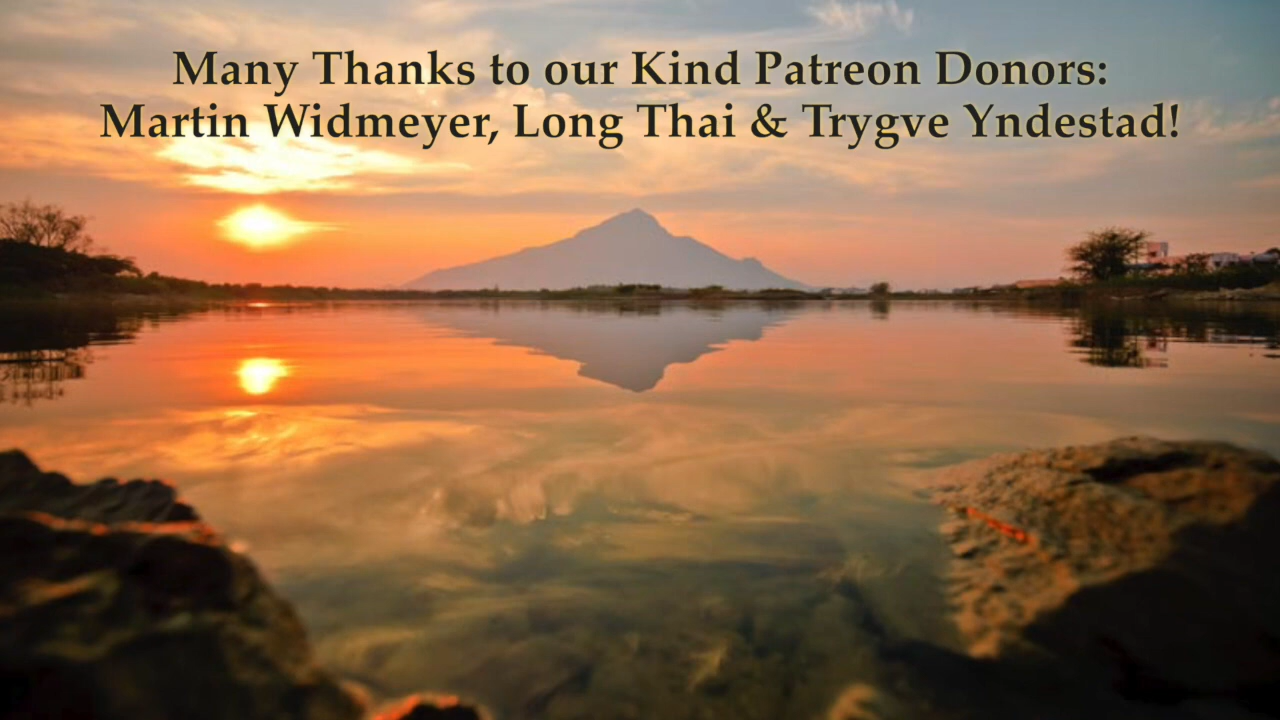 Many Thanks to our Kind Patreon Donors:
Martin Widmeyer, Long Thai & Trygve Yndestad!